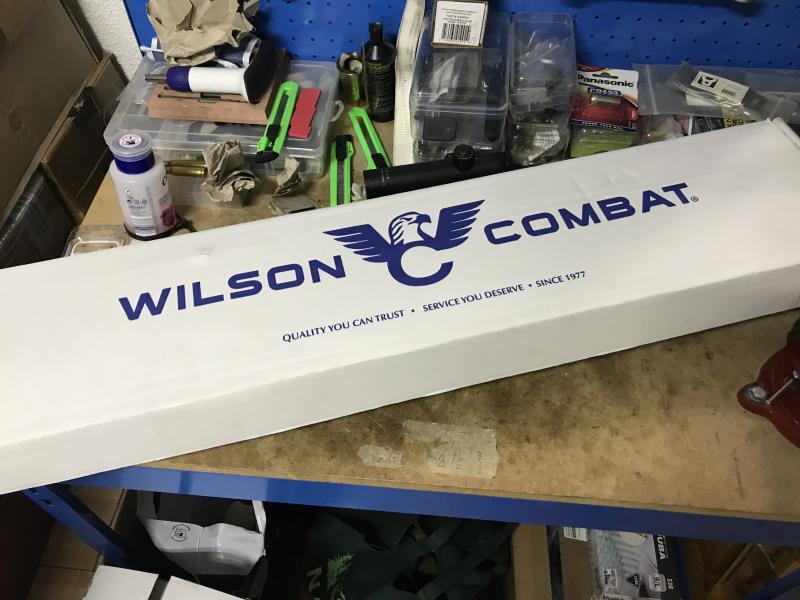 Panasonic
WILSON COMBAT®
QUALITY YOU CAN TRUST • SERVICE YOU DESERVE • SINCE 1977